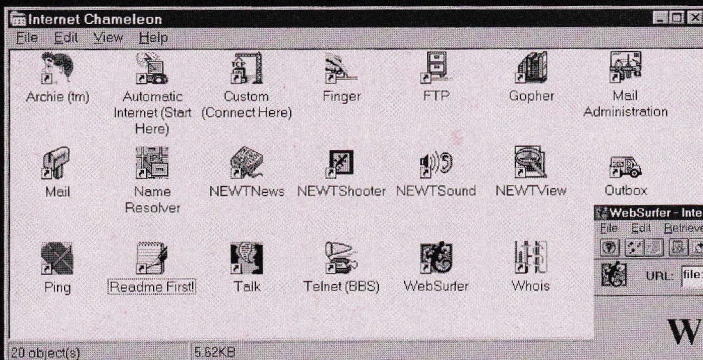 Internet Chameleon
File Edit View Help
Archie (tm)
Automatic
Internet (Start
Here)
Custom
(Connect Here)
Finger
FTP
Gopher
Mail
Administration
Mail
Name
Resolver
NEWTNews
NEWTShooter
NEWTSound
NEWTView
Outbox
Ping
Readme First!
Talk
Telnet (BBS)
WebSurfer
Whois
20 object(s)
5.62KB
WebSurfer - Inte
File Edit Retrieve
URL: file:
W